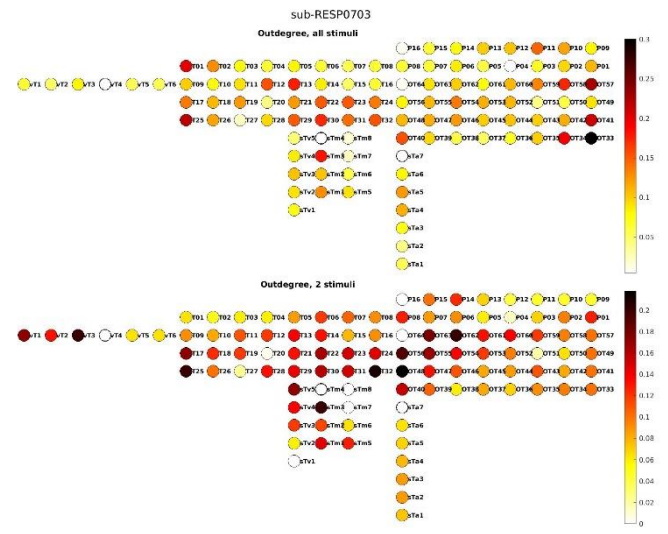 sub-RESP0703
Outdegree, all stimuli
P16 P15 P14 P13 P12 P11 P10 P09
T01 T02 T03 T04 T05 T06 T07 T08 P08 P07 P06 P05 P04 P03 P02 P01
vT1 vT2 vT3 vT4 vT5 vT6 T09 T10 T11 T12 T13 T14 T15 T16 OT64 OT63 OT62 OT61 OT60 OT59 OT58 OT57
T17 T18 T19 T20 T21 T22 T23 T24 OT56 OT55 OT54 OT53 OT52 OT51 OT50 OT49
T25 T26 T27 T28 T29 T30 T31 T32 OT48 OT47 OT46 OT45 OT44 OT43 OT42 OT41
sTv5 sTm4 sTm8 OT40 OT39 OT38 OT37 OT36 OT35 OT34 OT33
sTv4 sTm3 sTm7 sTa7
sTv3 sTm2 sTm6 sTa6
sTv2 sTm1 sTm5 sTa5
sTv1 sTa4
sTa3
sTa2
sTa1
0.3
0.25
0.2
0.15
0.1
0.05
Outdegree, 2 stimuli
P16 P15 P14 P13 P12 P11 P10 P09
T01 T02 T03 T04 T05 T06 T07 T08 P08 P07 P06 P05 P04 P03 P02 P01
vT1 vT2 vT3 vT4 vT5 vT6 T09 T10 T11 T12 T13 T14 T15 T16 OT64 OT63 OT62 OT61 OT60 OT59 OT58 OT57
T17 T18 T19 T20 T21 T22 T23 T24 OT56 OT55 OT54 OT53 OT52 OT51 OT50 OT49
T25 T26 T27 T28 T29 T30 T31 T32 OT48 OT47 OT46 OT45 OT44 OT43 OT42 OT41
sTv5 sTm4 sTm8 OT40 OT39 OT38 OT37 OT36 OT35 OT34 OT33
sTv4 sTm3 sTm7 sTa7
sTv3 sTm2 sTm6 sTa6
sTv2 sTm1 sTm5 sTa5
sTv1 sTa4
sTa3
sTa2
sTa1
0.2
0.18
0.16
0.14
0.12
0.1
0.08
0.06
0.04
0.02
0